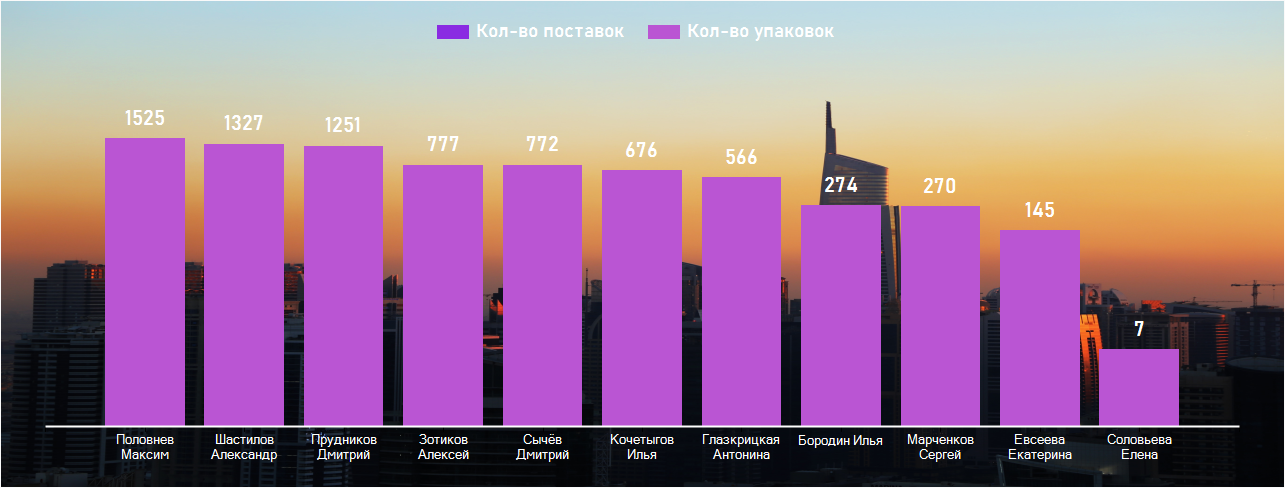 Кол-во поставок Кол-во упаковок
1525 1327 1251 777 772 676 566 274 270 145 7
Половнев Шастилов Прудников Зотиков Сычёв Кочетыгов Глазкрицкая Бородин Илья Марченков Евсеева Соловьева
Максим Александр Дмитрий Алексей Дмитрий Илья Антонина Сергей Екатерина Елена